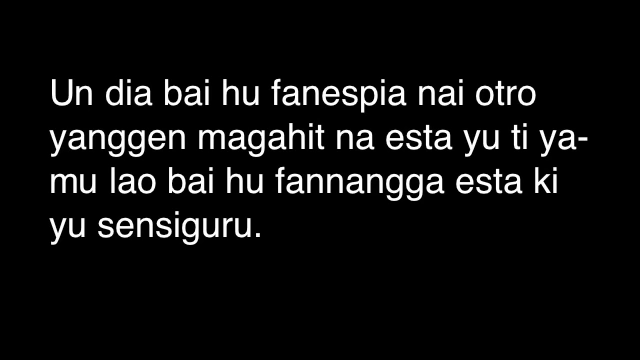 Un dia bai hu fanespia nai otro
yanggen magahit na esta yu ti ya-
mu lao bai hu fannangga esta ki
yu sensiguru.